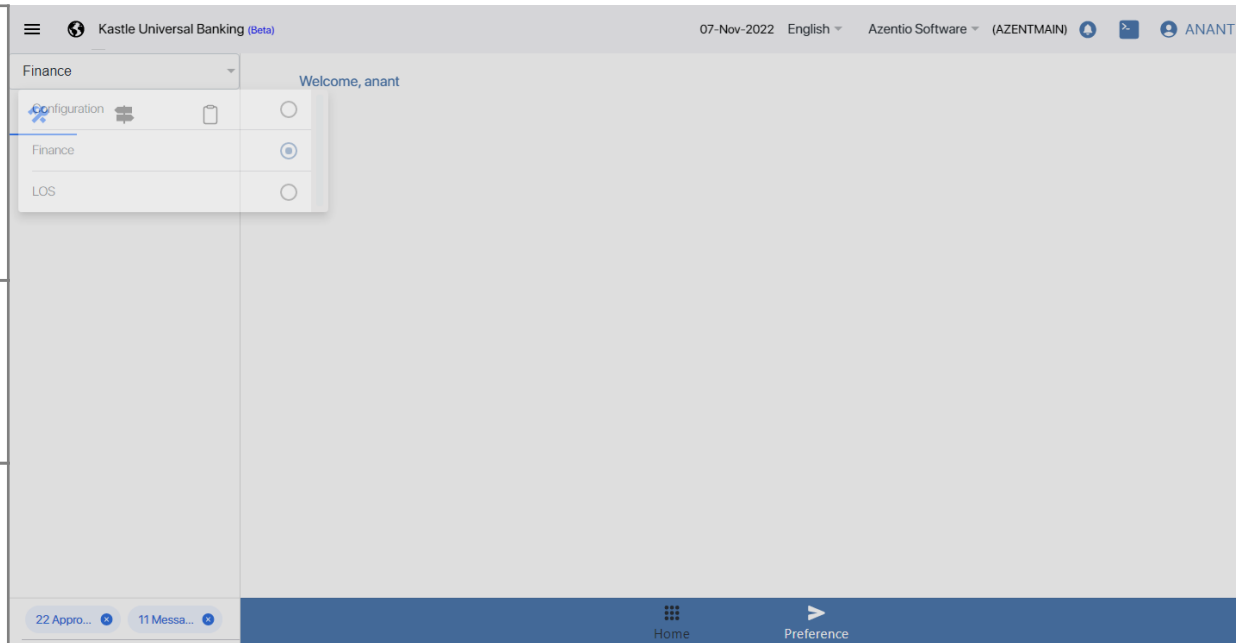 Kastle Universal Banking (Beta)
07-Nov-2022 English Azentio Software (AZENTMAIN) ANANT
Finance
Welcome, anant
Configuration
Finance
LOS
22 Appro... 11 Messa...
Home Preference